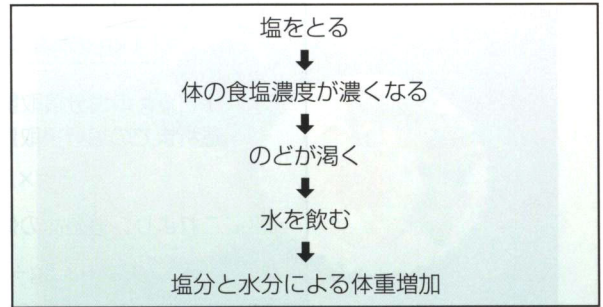 塩をとる
⬇
体の食塩濃度が濃くなる
⬇
のどが渇く
⬇
水を飲む
⬇
塩分と水分による体重増加